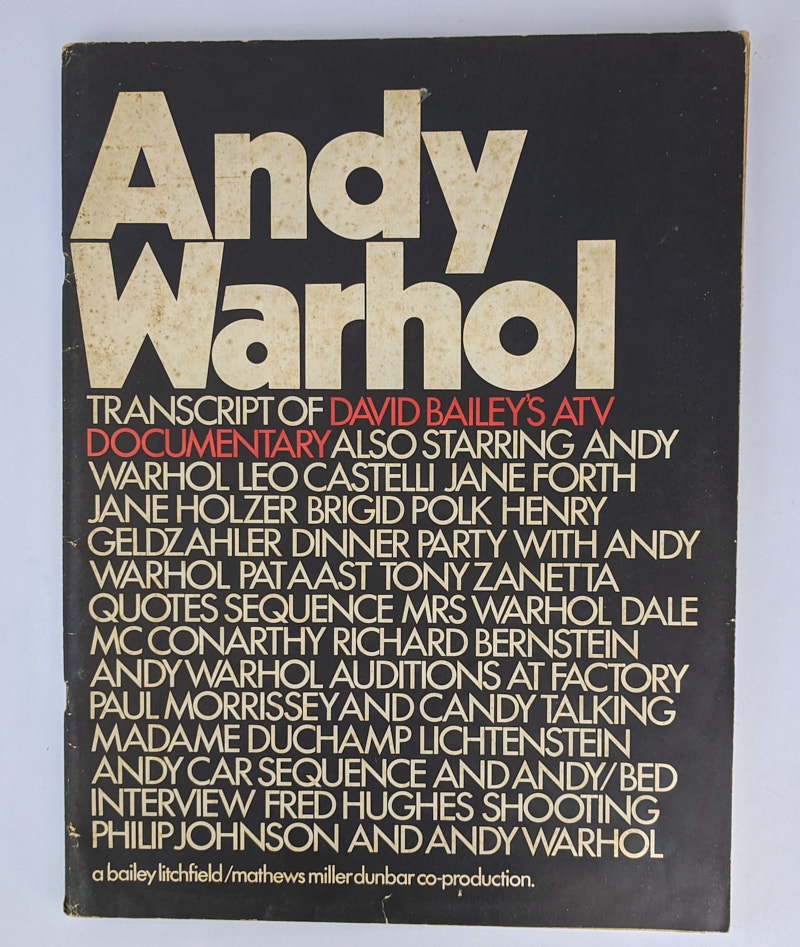 Andy
Warhol
TRANSCRIPT OF DAVID BAILEY'S ATV
DOCUMENTARY ALSO STARRING ANDY
WARHOL LEO CASTELLI JANE FORTH
JANE HOLZER BRIGID POLK HENRY
GELDZAHLER DINNER PARTY WITH ANDY
WARHOL PAT AAST TONY ZANETTA
QUOTES SEQUENCE MRS WARHOL DALE
MC CONARTHY RICHARD BERNSTEIN
ANDY WARHOL AUDITIONS AT FACTORY
PAUL MORRISSEY AND CANDY TALKING
MADAME DUCHAMP LICHTENSTEIN
ANDY CAR SEQUENCE AND ANDY/BED
INTERVIEW FRED HUGHES SHOOTING
PHILIP JOHNSON AND ANDY WARHOL
a bailey litchfield/mathews miller dunbar co-production.